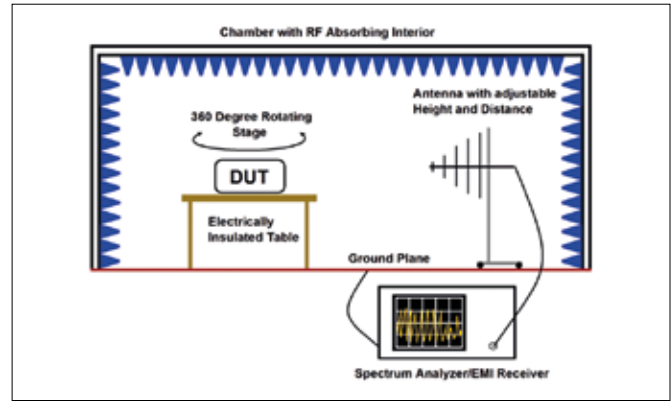 Chamber with RF Absorbing Interior
Antenna with adjustable
Height and Distance
360 Degree Rotating
Stage
DUT
Electrically
Insulated Table
Ground Plane
Spectrum Analyzer/EMI Receiver